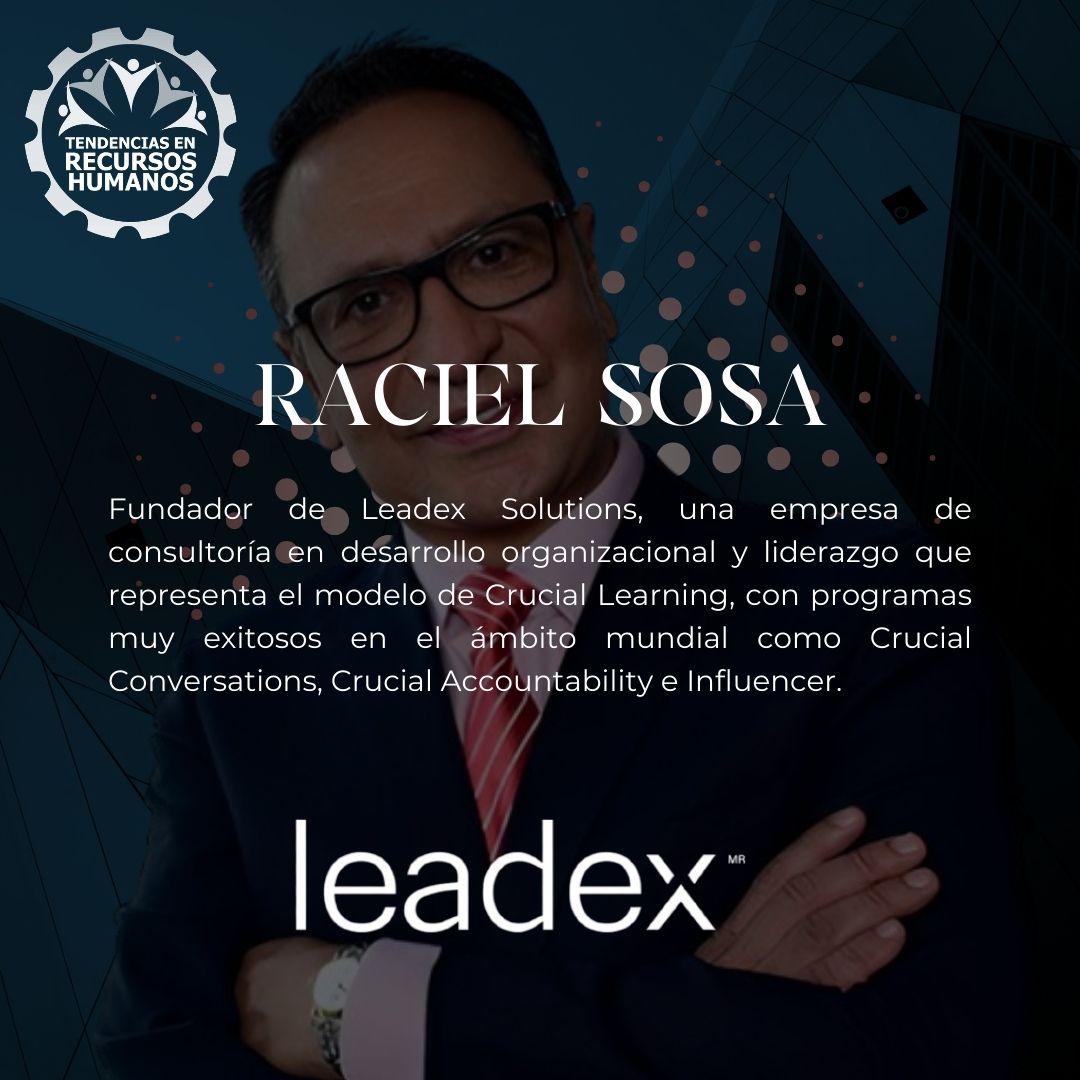 TENDENCIAS EN
RECURSOS
HUMANOS
RACIEL SOSA
Fundador de Leadex Solutions, una empresa de
consultoría en desarrollo organizacional y liderazgo que
representa el modelo de Crucial Learning, con programas
muy exitosos en el ámbito mundial como Crucial
Conversations, Crucial Accountability e Influencer.
leadex MR